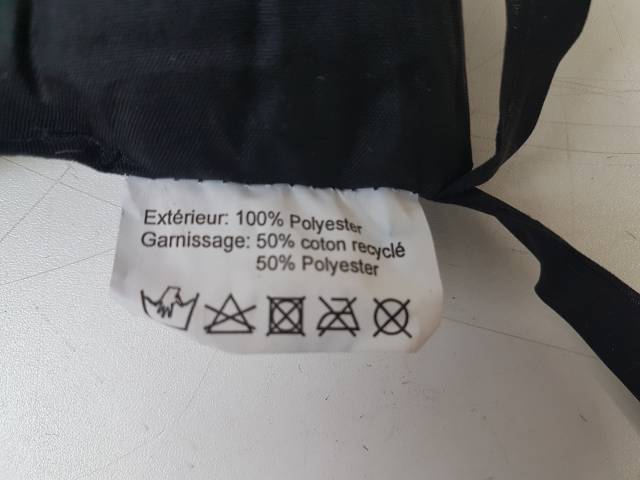 Extérieur: 100% Polyester
Garnissage: 50% coton recyclé
50% Polyester